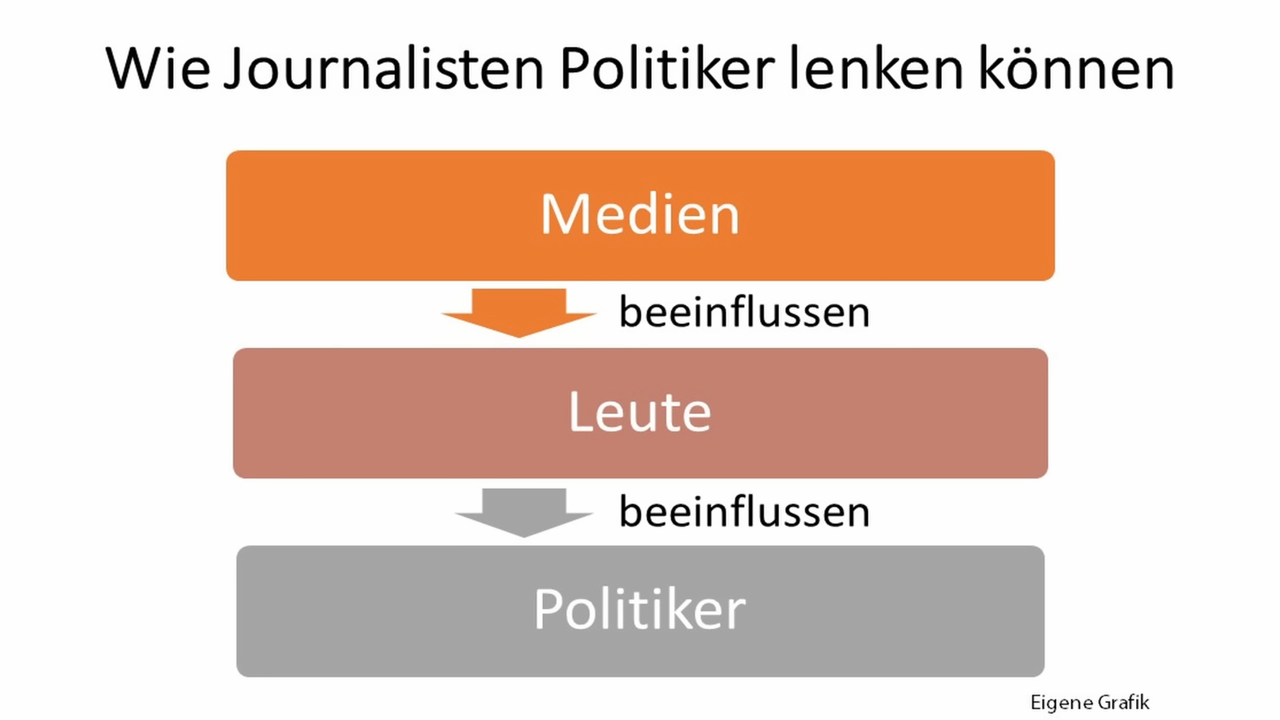 Wie Journalisten Politiker lenken können
Medien
beeinflussen
Leute
beeinflussen
Politiker
Eigene Grafik